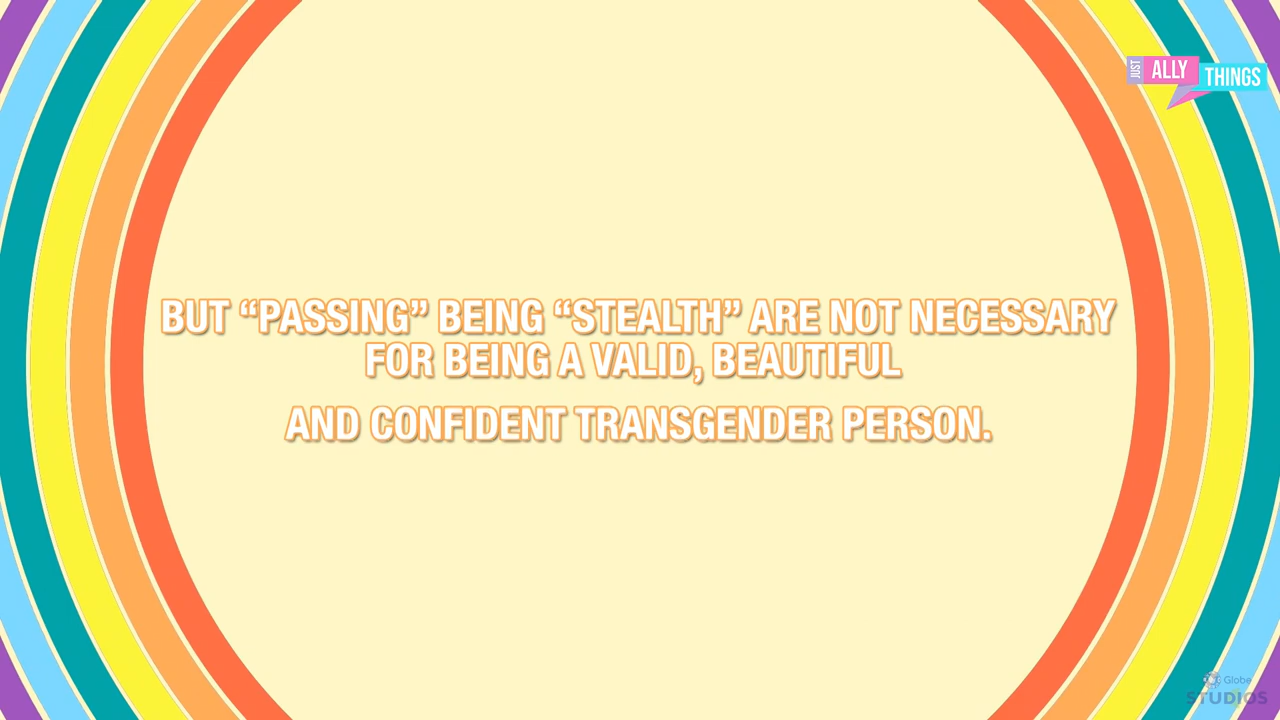 JUST ALLY THINGS
BUT “PASSING” BEING “STEALTH” ARE NOT NECESSARY
FOR BEING A VALID, BEAUTIFUL
AND CONFIDENT TRANSGENDER PERSON.
Globe
STUDIOS